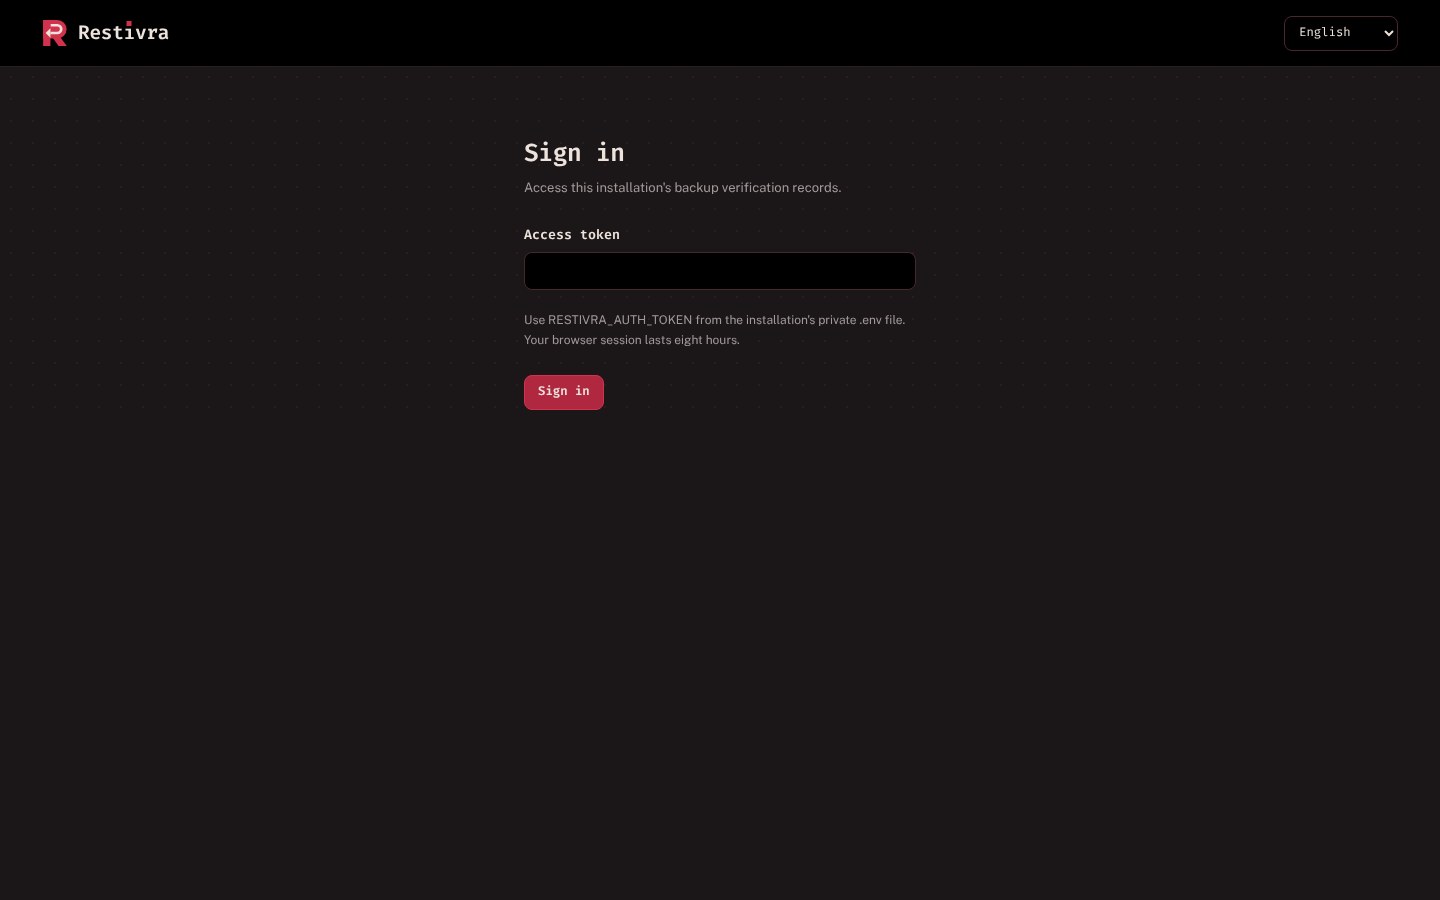 Restivra
English
Sign in
Access this installation's backup verification records.
Access token
Use RESTIVRA_AUTH_TOKEN from the installation's private .env file.
Your browser session lasts eight hours.
Sign in